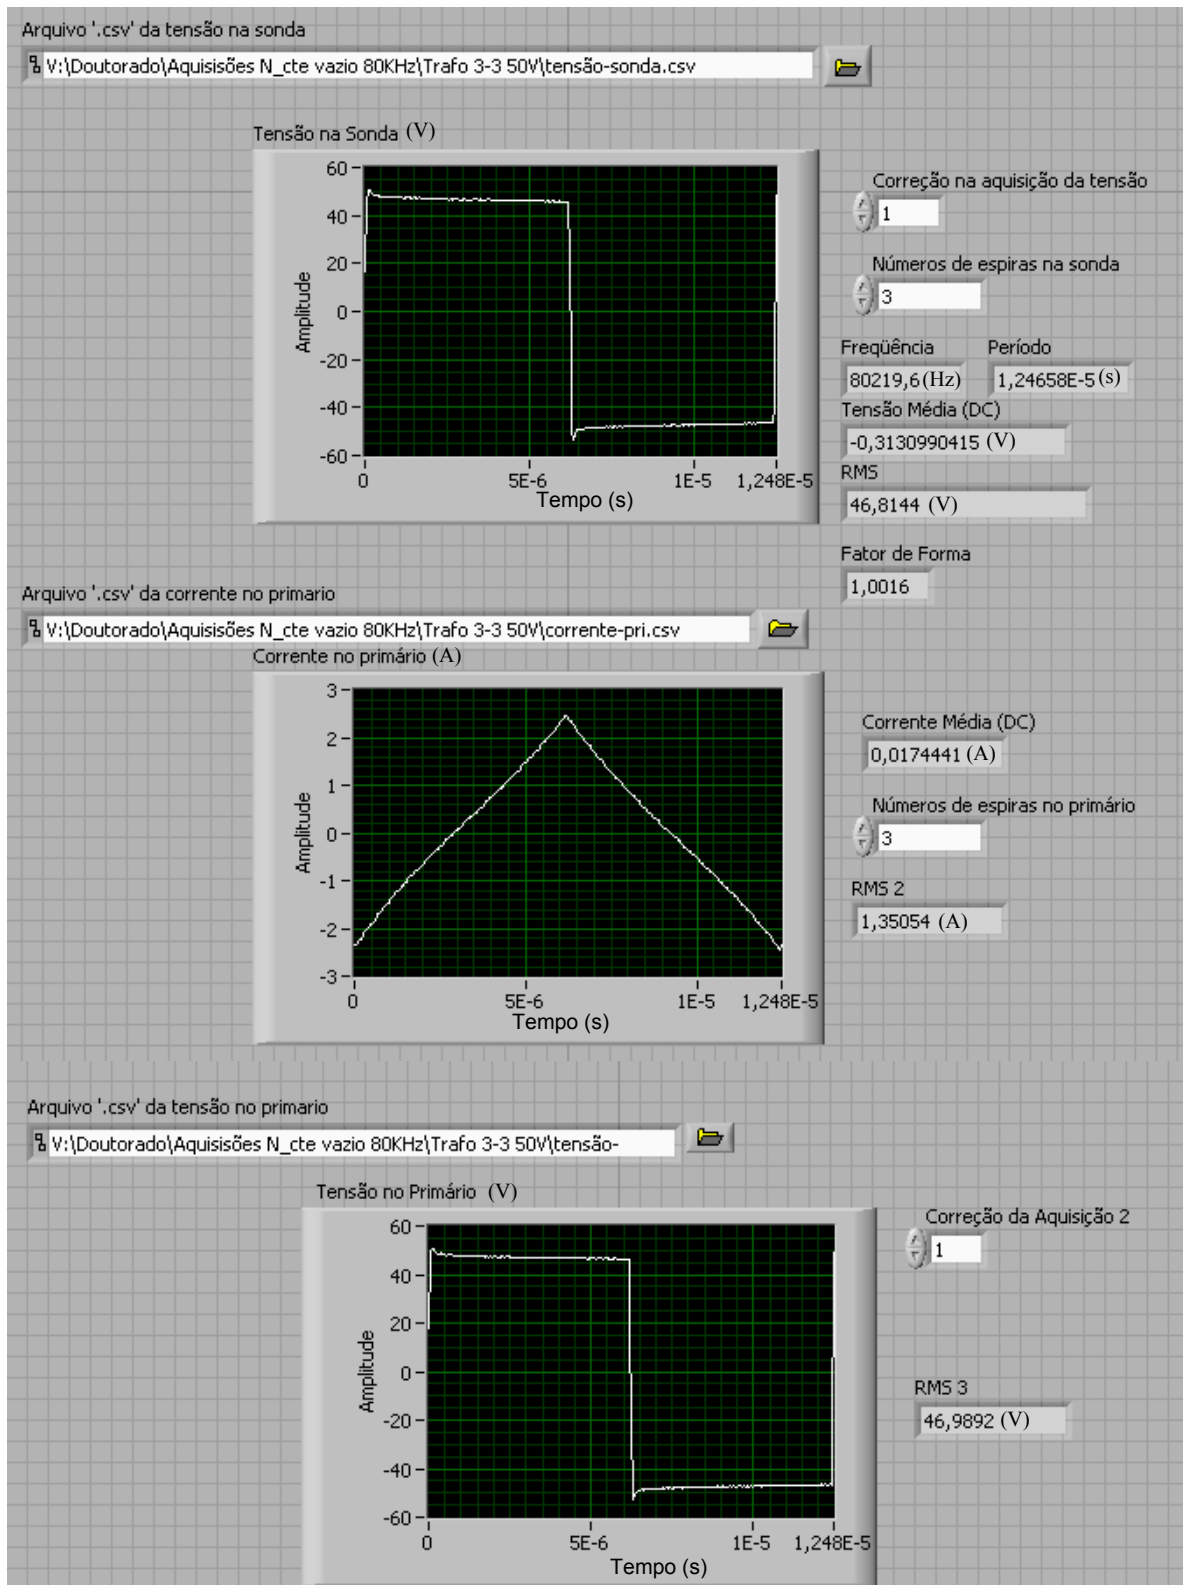 Arquivo '.csv' da tensão na sonda
V:\Doutorado\Aquisisões N_cte vazio 80KHz\Trafo 3-3 50V\tensão-sonda.csv
Tensão na Sonda (V)
60
40
20
0
-20
-40
-60
Amplitude
0 5E-6 1E-5 1,248E-5
Tempo (s)
Correção na aquisição da tensão
1
Números de espiras na sonda
3
Freqüência Período
80219,6 (Hz) 1,24658E-5 (s)
Tensão Média (DC)
-0,3130990415 (V)
RMS
46,8144 (V)
Fator de Forma
1,0016
Arquivo '.csv' da corrente no primario
V:\Doutorado\Aquisisões N_cte vazio 80KHz\Trafo 3-3 50V\corrente-pri.csv
Corrente no primário (A)
3
2
1
0
-1
-2
-3
Amplitude
0 5E-6 1E-5 1,248E-5
Tempo (s)
Corrente Média (DC)
0,0174441 (A)
Números de espiras no primário
3
RMS 2
1,35054 (A)
Arquivo '.csv' da tensão no primario
V:\Doutorado\Aquisisões N_cte vazio 80KHz\Trafo 3-3 50V\tensão-
Tensão no Primário (V)
60
40
20
0
-20
-40
-60
Amplitude
0 5E-6 1E-5 1,248E-5
Tempo (s)
Correção da Aquisição 2
1
RMS 3
46,9892 (V)